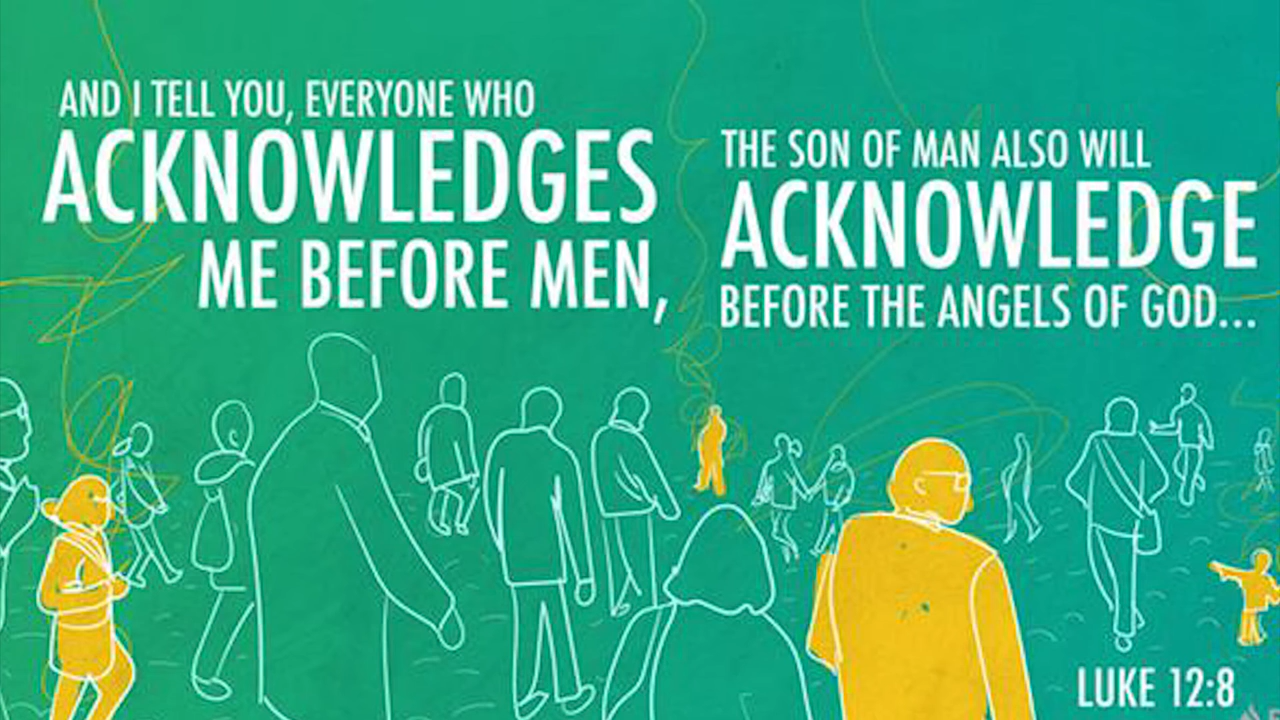 AND I TELL YOU, EVERYONE WHO
ACKNOWLEDGES
ME BEFORE MEN,
THE SON OF MAN ALSO WILL
ACKNOWLEDGE
BEFORE THE ANGELS OF GOD...
LUKE 12:8